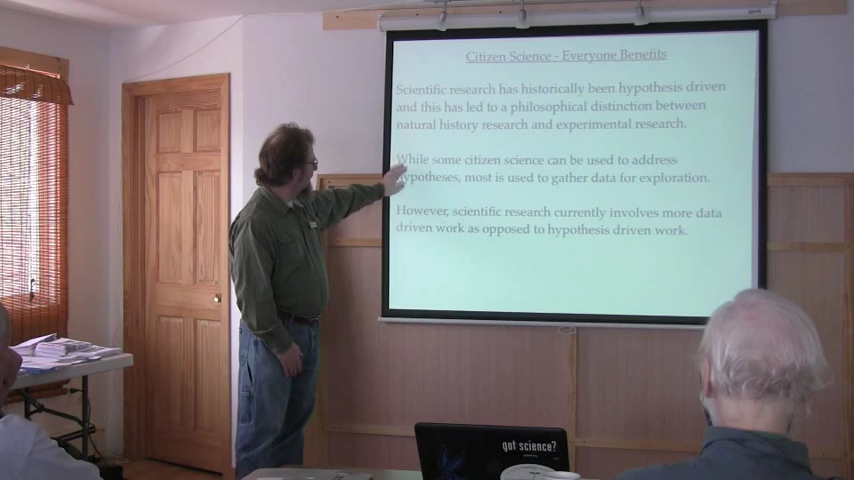 Citizen Science - Everyone Benefits
Scientific research has historically been hypothesis driven
and this has led to a philosophical distinction between
natural history research and experimental research.
While some citizen science can be used to address
hypotheses, most is used to gather data for exploration.
However, scientific research currently involves more data
driven work as opposed to hypothesis driven work.
got science?